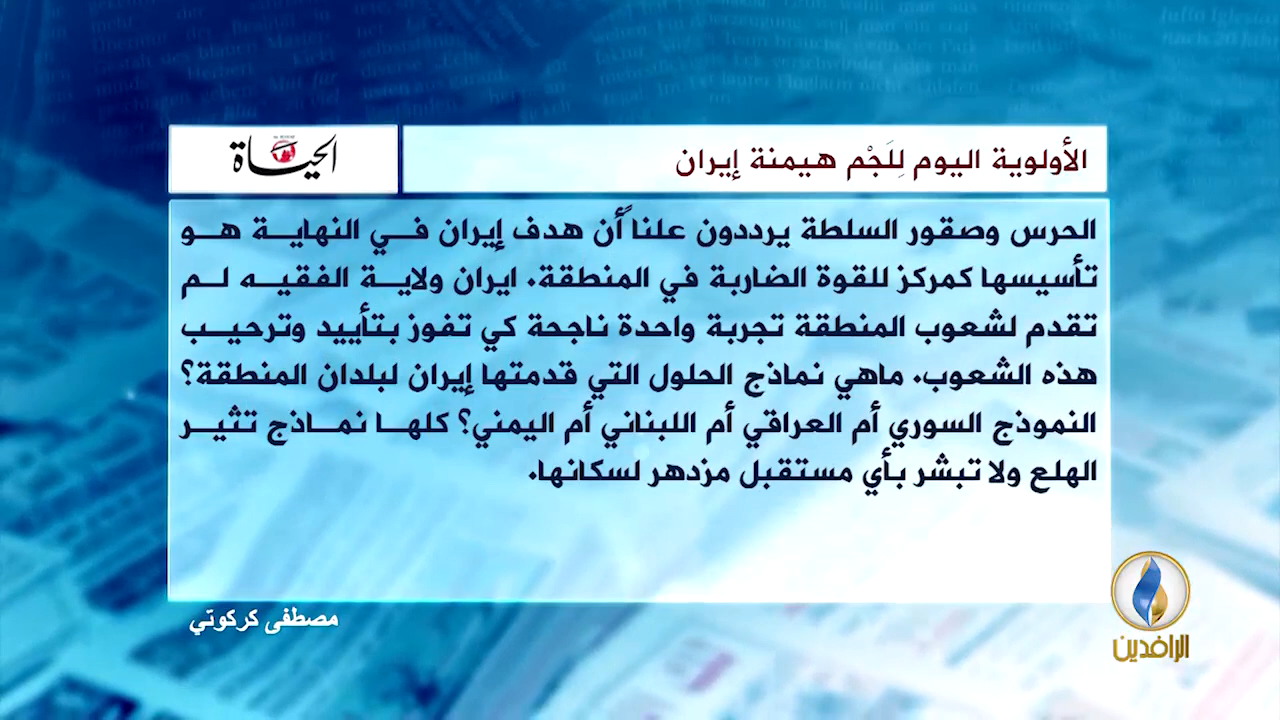 الحياة
الأولوية اليوم لِلَجْم هيمنة إيران
الحرس وصقور السلطة يرددون علناً أن هدف إيران في النهاية هو
تأسيسها كمركز للقوة الضاربة في المنطقة. ايران ولاية الفقيه لم
تقدم لشعوب المنطقة تجربة واحدة ناجحة كي تفوز بتأييد وترحيب
هذه الشعوب. ماهي نماذج الحلول التي قدمتها إيران لبلدان المنطقة؟
النموذج السوري أم العراقي أم اللبناني أم اليمني؟ كلها نماذج تثير
الهلع ولا تبشر بأي مستقبل مزدهر لسكانها.
مصطفى كركوتي
الرافدين